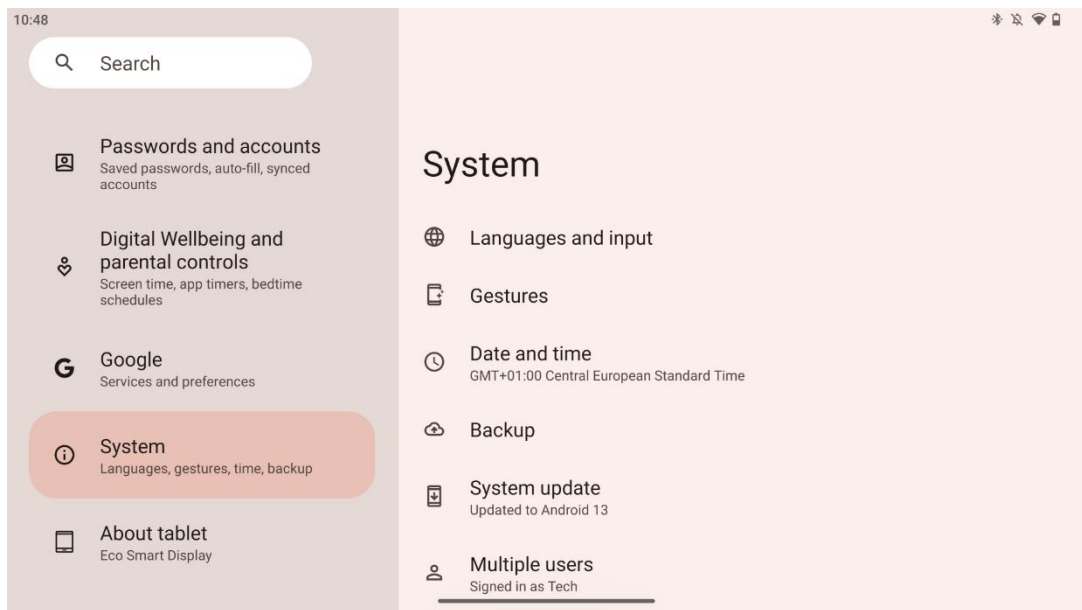 10:48
Search
Passwords and accounts
Saved passwords, auto-fill, synced
accounts
Digital Wellbeing and
parental controls
Screen time, app timers, bedtime
schedules
Google
Services and preferences
System
Languages, gestures, time, backup
About tablet
Eco Smart Display
System
Languages and input
Gestures
Date and time
GMT+01:00 Central European Standard Time
Backup
System update
Updated to Android 13
Multiple users
Signed in as Tech